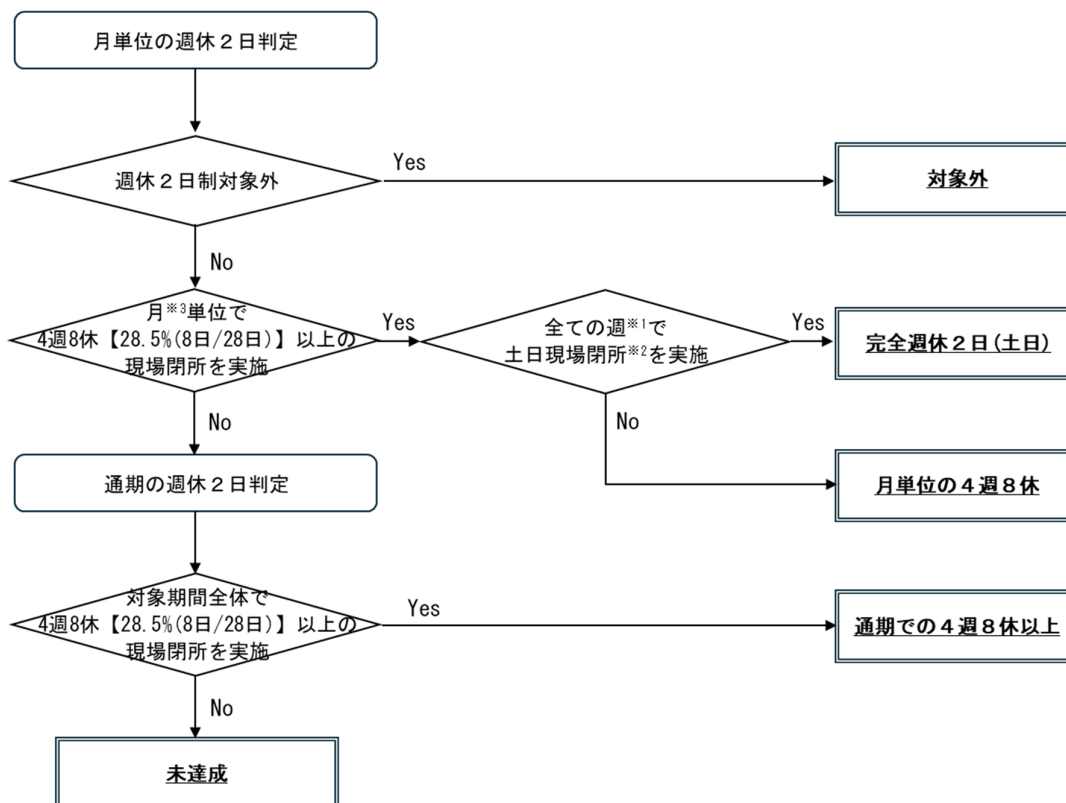 月単位の週休２日判定
週休２日制対象外
Yes
対象外
No
月※3単位で
4週8休【28.5%(8日/28日)】以上の
現場閉所を実施
Yes
全ての週※1で
土日現場閉所※2を実施
Yes
完全週休２日(土日)
No
月単位の４週８休
No
通期の週休２日判定
対象期間全体で
4週8休【28.5%(8日/28日)】以上の
現場閉所を実施
Yes
通期での４週８休以上
No
未達成